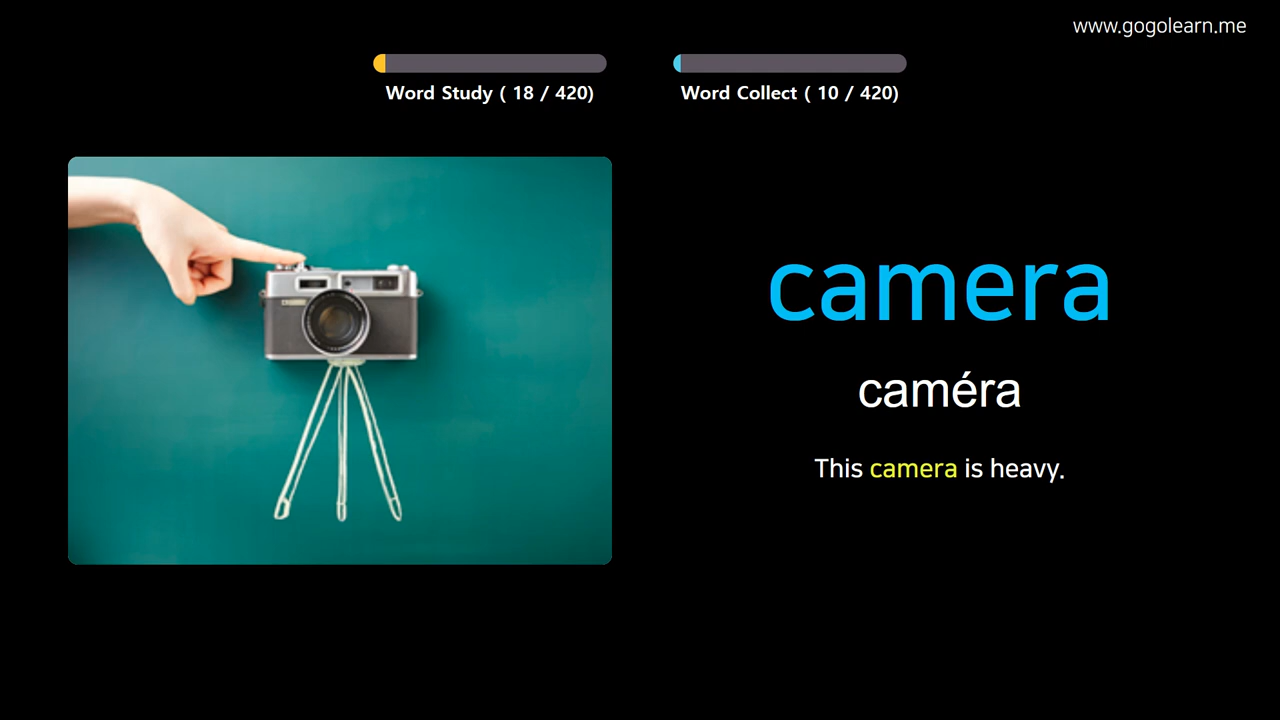 www.gogolearn.me
Word Study ( 18 / 420)
Word Collect ( 10 / 420)
camera
caméra
This camera is heavy.